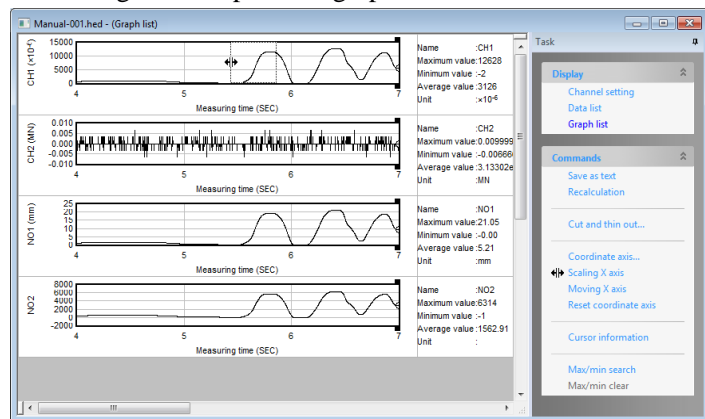 Manual-001.hed - (Graph list)
CH1 (×10⁻⁶)
15000
10000
5000
0
4 5 6 7
Measuring time (SEC)
Name :CH1
Maximum value:12628
Minimum value :-2
Average value :3126
Unit :×10⁻⁶
CH2 (MN)
0.010
0.005
0.000
-0.005
-0.010
4 5 6 7
Measuring time (SEC)
Name :CH2
Maximum value:0.009999
Minimum value :-0.00666
Average value :3.13302e
Unit :MN
NO1 (mm)
25
20
15
10
5
0
4 5 6 7
Measuring time (SEC)
Name :NO1
Maximum value:21.05
Minimum value :-0.00
Average value :5.21
Unit :mm
NO2
8000
6000
4000
2000
0
-2000
4 5 6 7
Measuring time (SEC)
Name :NO2
Maximum value:6314
Minimum value :-1
Average value :1562.91
Unit :
Task
Display
Channel setting
Data list
Graph list
Commands
Save as text
Recalculation
Cut and thin out...
Coordinate axis...
Scaling X axis
Moving X axis
Reset coordinate axis
Cursor information
Max/min search
Max/min clear